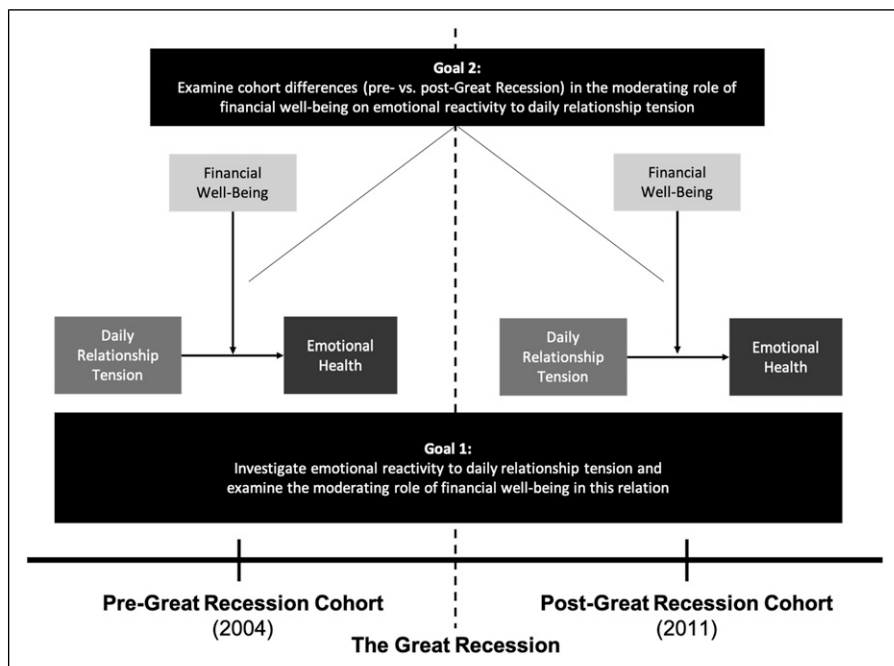 Goal 2:
Examine cohort differences (pre- vs. post-Great Recession) in the moderating role of
financial well-being on emotional reactivity to daily relationship tension
Financial
Well-Being
Financial
Well-Being
Daily
Relationship
Tension
Emotional
Health
Daily
Relationship
Tension
Emotional
Health
Goal 1:
Investigate emotional reactivity to daily relationship tension and
examine the moderating role of financial well-being in this relation
Pre-Great Recession Cohort
(2004)
Post-Great Recession Cohort
(2011)
The Great Recession